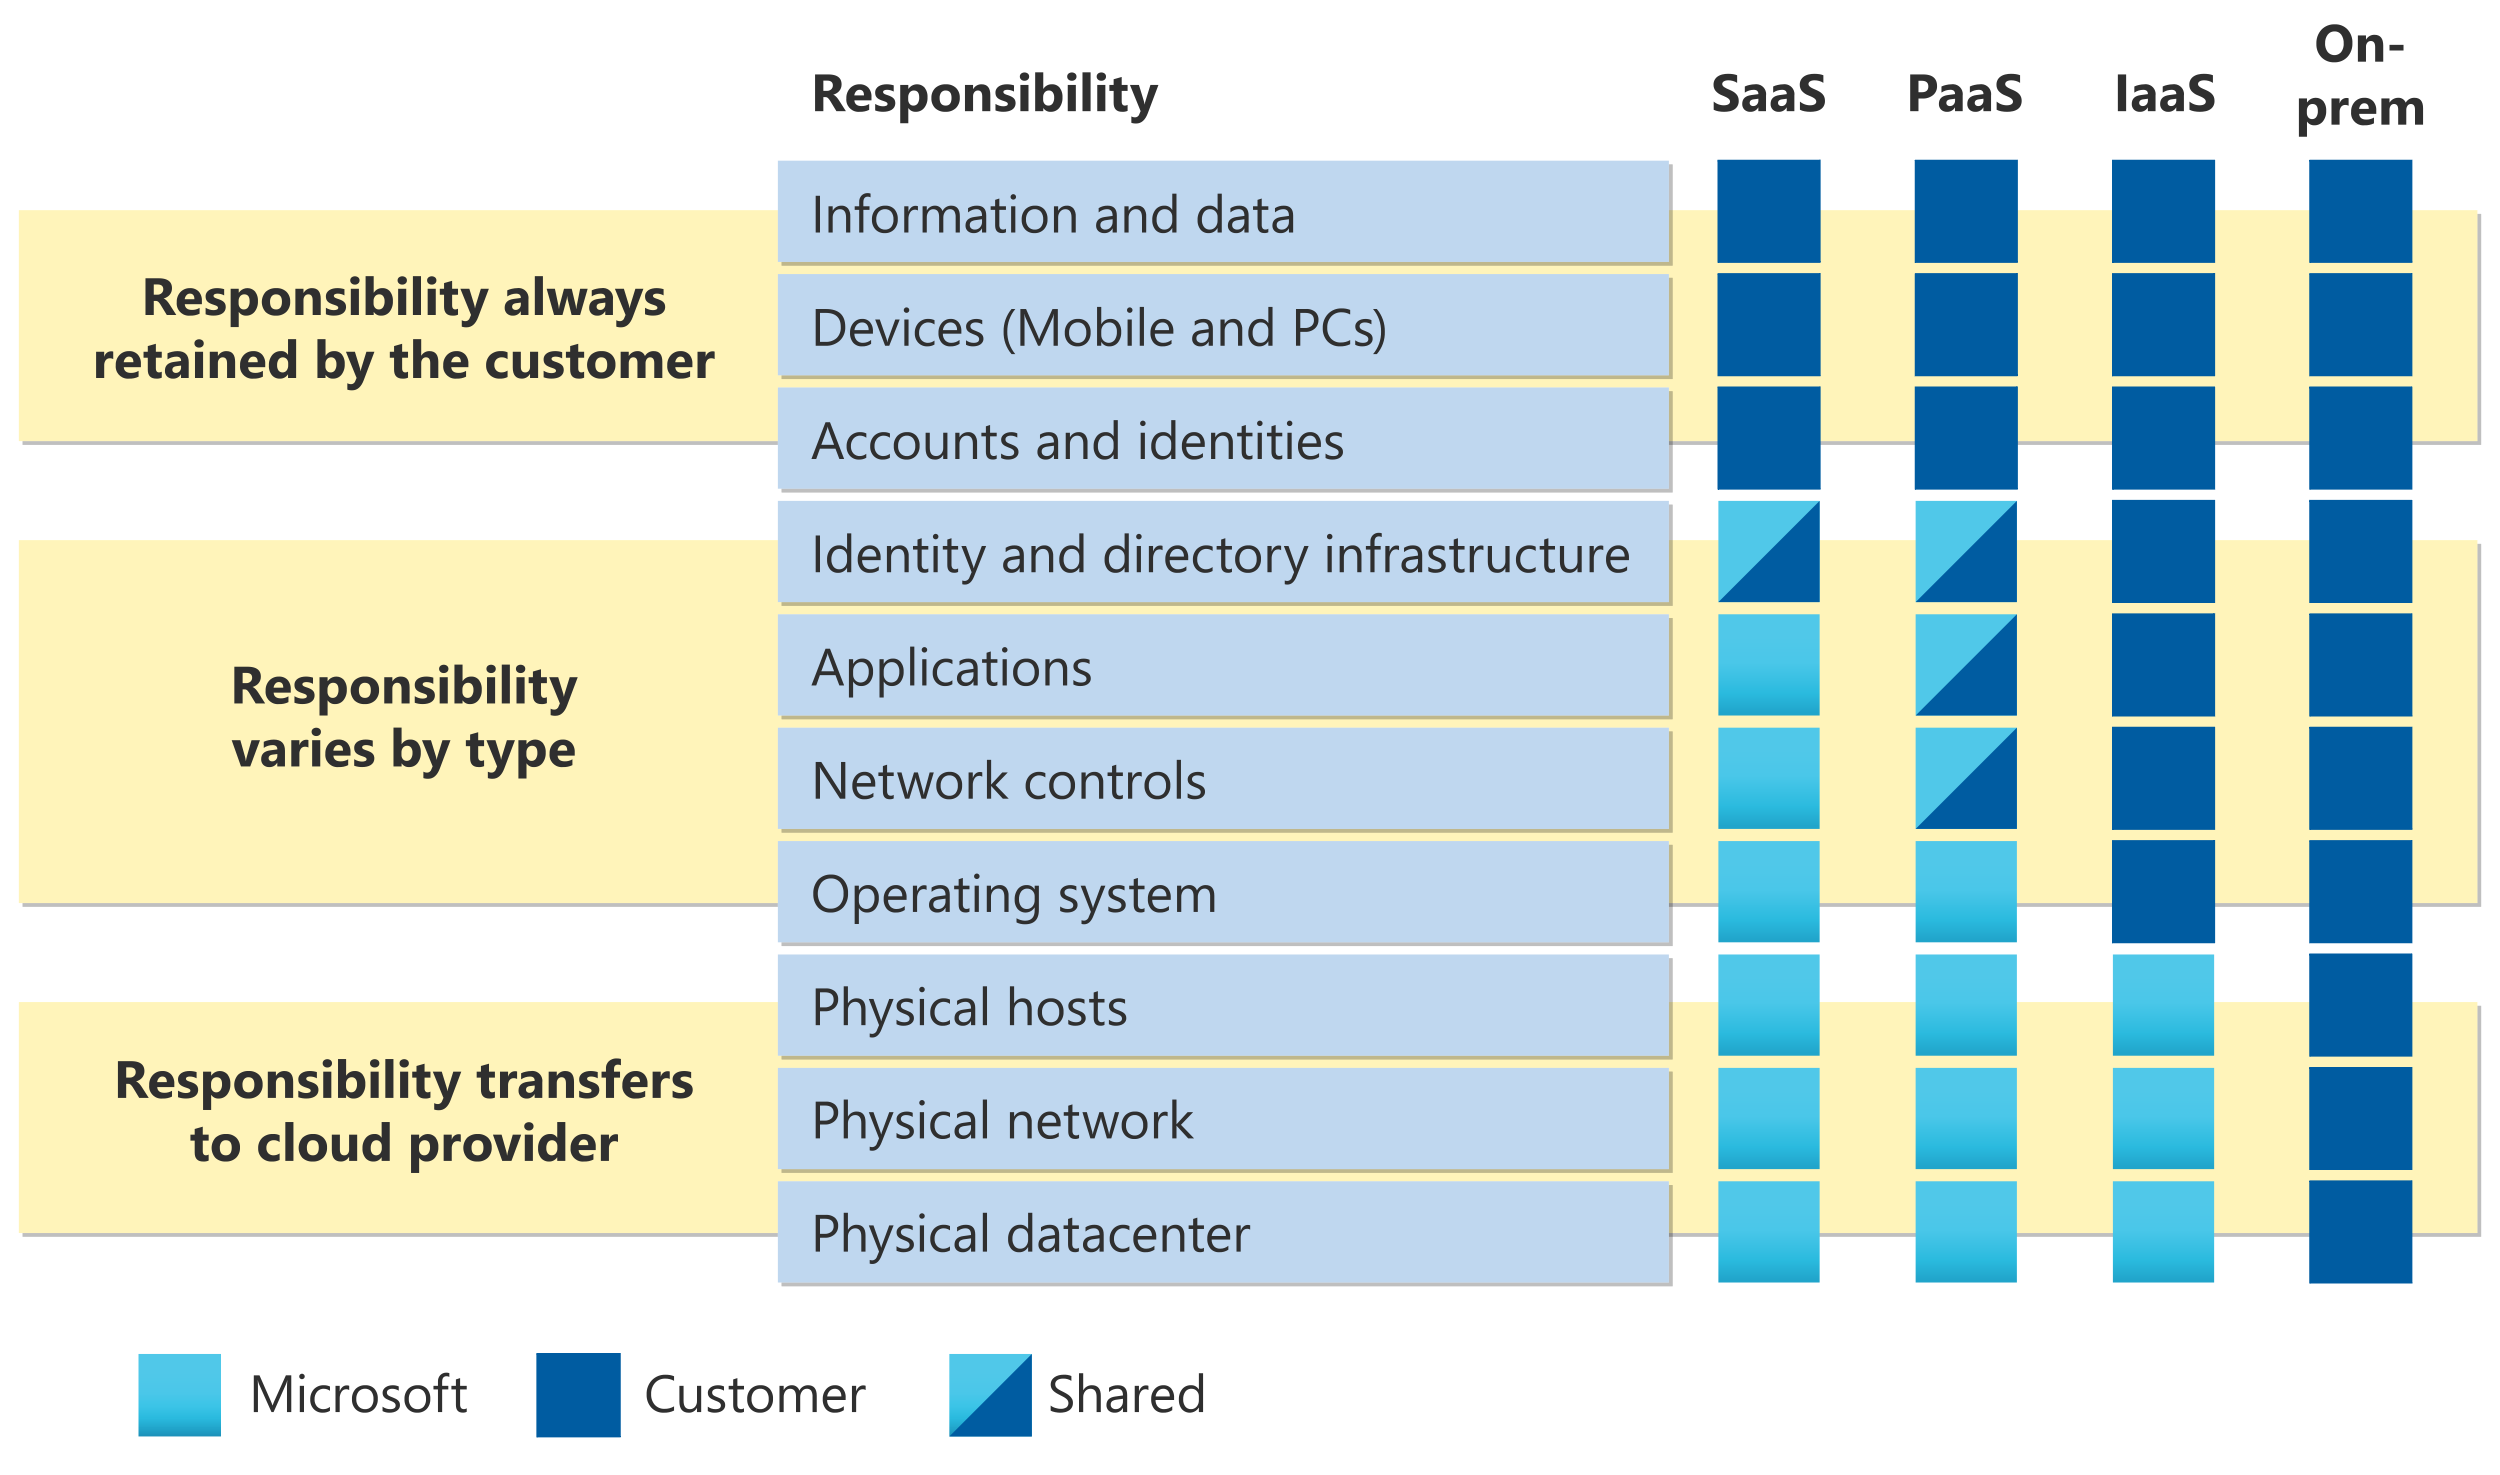 Responsibility SaaS PaaS IaaS On-
prem
Responsibility always
retained by the customer
Information and data
Devices (Mobile and PCs)
Accounts and identities
Responsibility
varies by type
Identity and directory infrastructure
Applications
Network controls
Operating system
Responsibility transfers
to cloud provider
Physical hosts
Physical network
Physical datacenter
Microsoft Customer Shared